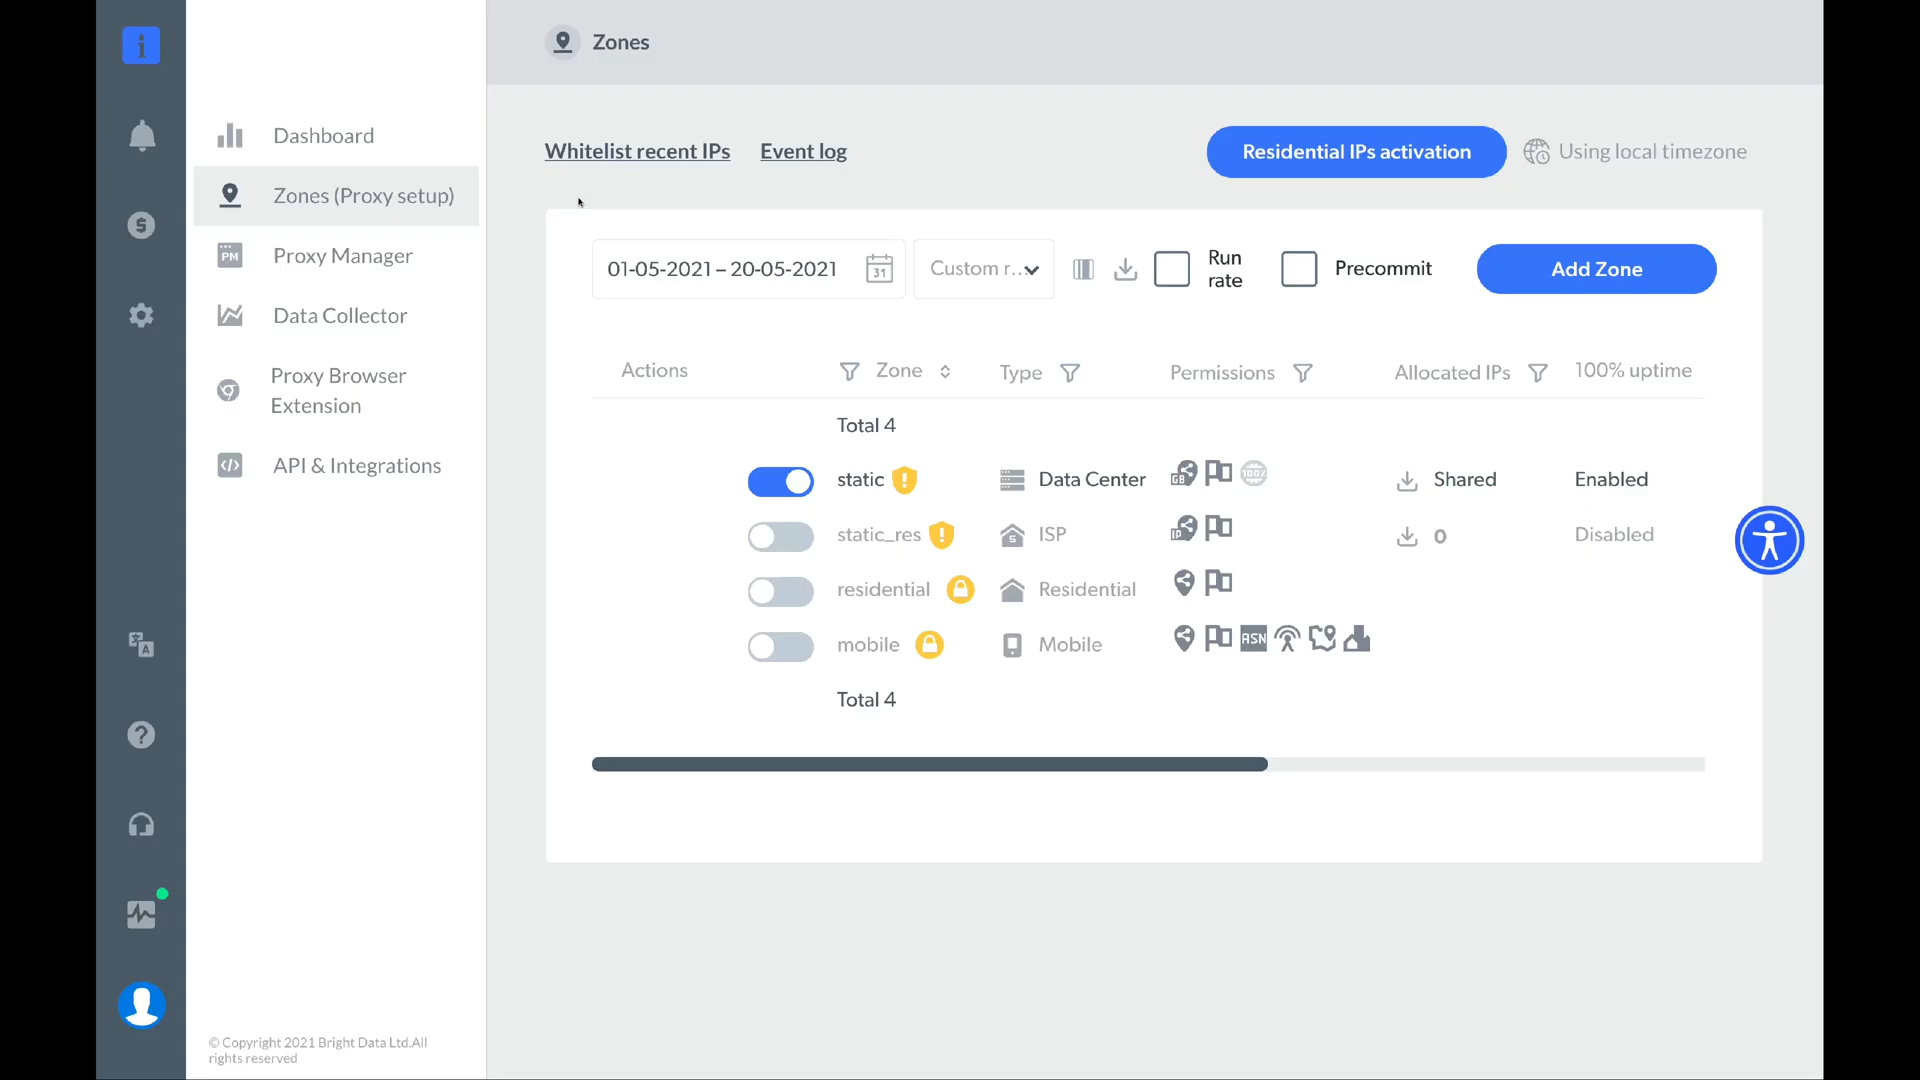 i
Zones
Dashboard
Zones (Proxy setup)
PM
Proxy Manager
Data Collector
Proxy Browser
Extension
API & Integrations
Whitelist recent IPs
Event log
Residential IPs activation
Using local timezone
01-05-2021 – 20-05-2021
31
Custom r...
Run
rate
Precommit
Add Zone
Actions
Zone
Type
Permissions
Allocated IPs
100% uptime
Total 4
static
Data Center
GB
100%
Shared
Enabled
static_res
S
ISP
IP
0
Disabled
residential
Residential
mobile
Mobile
ASN
Total 4
© Copyright 2021 Bright Data Ltd.All
rights reserved